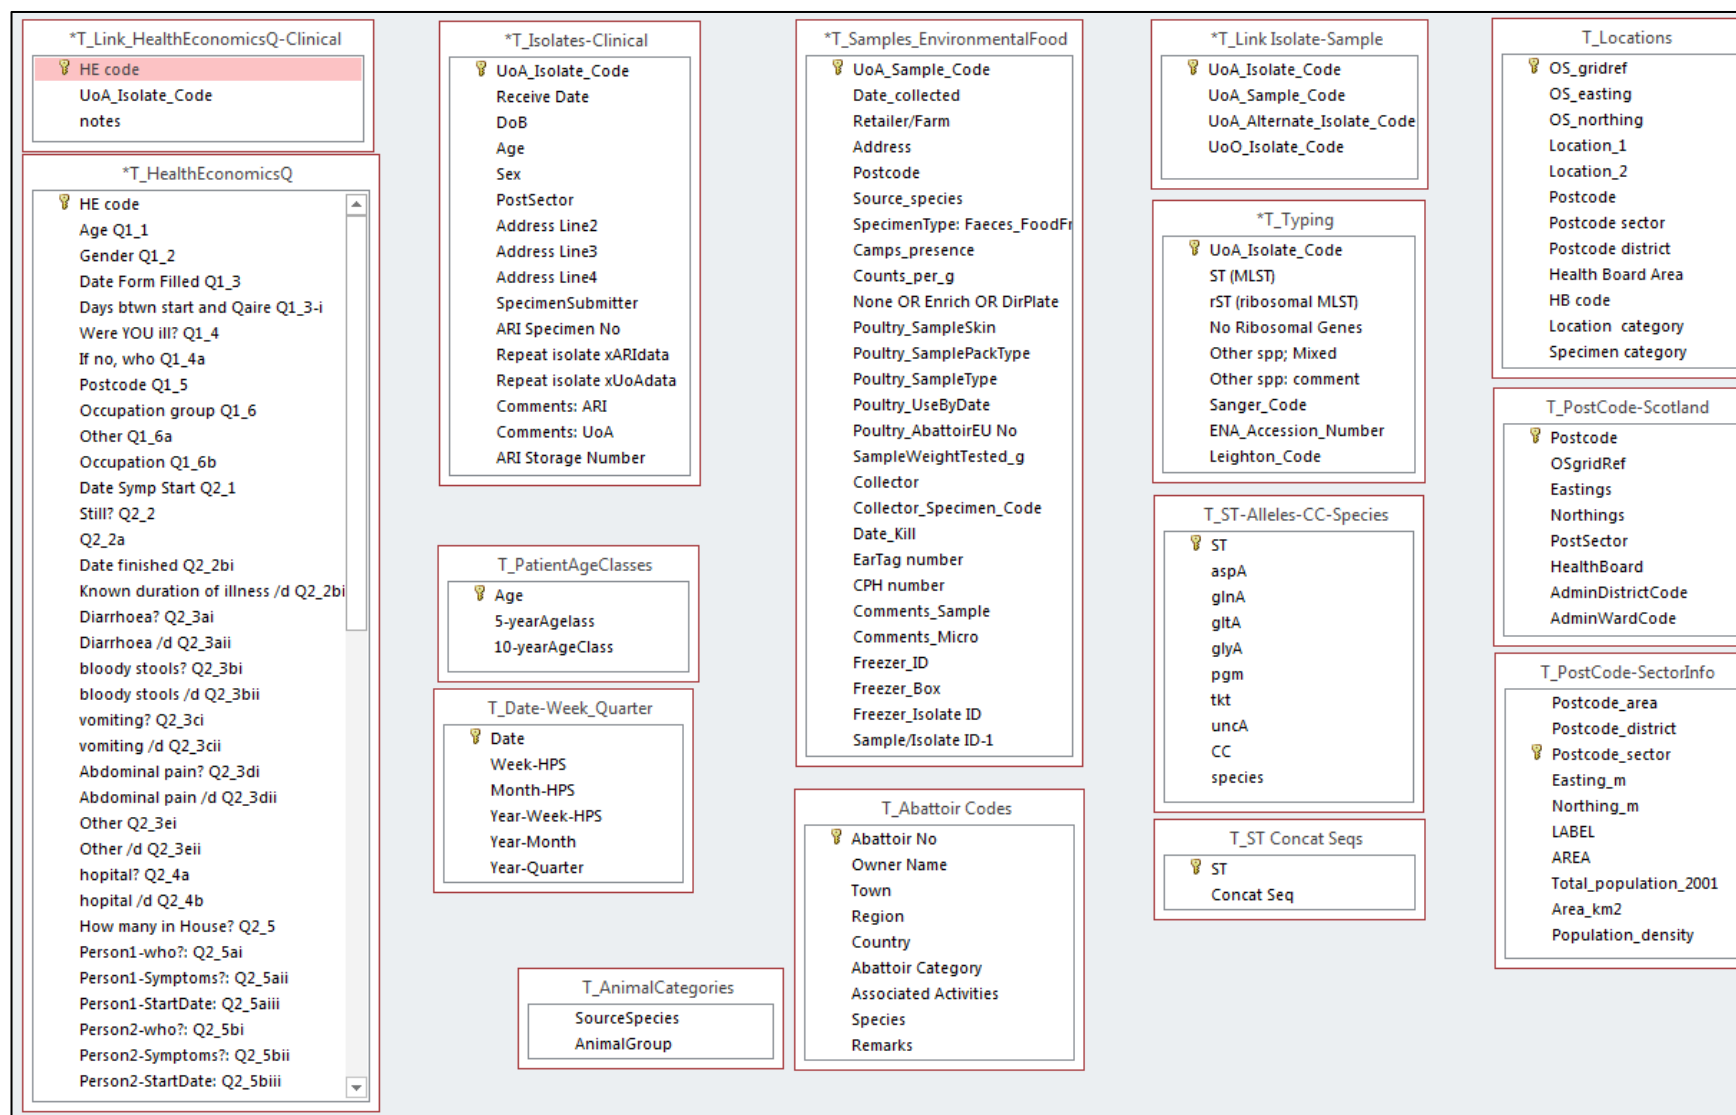 *T_Link_HealthEconomicsQ-Clinical
HE code
UoA_Isolate_Code
notes
*T_HealthEconomicsQ
HE code
Age Q1_1
Gender Q1_2
Date Form Filled Q1_3
Days btwn start and Qaire Q1_3-i
Were YOU ill? Q1_4
If no, who Q1_4a
Postcode Q1_5
Occupation group Q1_6
Other Q1_6a
Occupation Q1_6b
Date Symp Start Q2_1
Still? Q2_2
Q2_2a
Date finished Q2_2bi
Known duration of illness /d Q2_2bi
Diarrhoea? Q2_3ai
Diarrhoea /d Q2_3aii
bloody stools? Q2_3bi
bloody stools /d Q2_3bii
vomiting? Q2_3ci
vomiting /d Q2_3cii
Abdominal pain? Q2_3di
Abdominal pain /d Q2_3dii
Other Q2_3ei
Other /d Q2_3eii
hopital? Q2_4a
hopital /d Q2_4b
How many in House? Q2_5
Person1-who?: Q2_5ai
Person1-Symptoms?: Q2_5aii
Person1-StartDate: Q2_5aiii
Person2-who?: Q2_5bi
Person2-Symptoms?: Q2_5bii
Person2-StartDate: Q2_5biii
*T_Isolates-Clinical
UoA_Isolate_Code
Receive Date
DoB
Age
Sex
PostSector
Address Line2
Address Line3
Address Line4
SpecimenSubmitter
ARI Specimen No
Repeat isolate xARIdata
Repeat isolate xUoAdata
Comments: ARI
Comments: UoA
ARI Storage Number
T_PatientAgeClasses
Age
5-yearAgelass
10-yearAgeClass
T_Date-Week_Quarter
Date
Week-HPS
Month-HPS
Year-Week-HPS
Year-Month
Year-Quarter
T_AnimalCategories
SourceSpecies
AnimalGroup
*T_Samples_EnvironmentalFood
UoA_Sample_Code
Date_collected
Retailer/Farm
Address
Postcode
Source_species
SpecimenType: Faeces_FoodFr
Camps_presence
Counts_per_g
None OR Enrich OR DirPlate
Poultry_SampleSkin
Poultry_SamplePackType
Poultry_SampleType
Poultry_UseByDate
Poultry_AbattoirEU No
SampleWeightTested_g
Collector
Collector_Specimen_Code
Date_Kill
EarTag number
CPH number
Comments_Sample
Comments_Micro
Freezer_ID
Freezer_Box
Freezer_Isolate ID
Sample/Isolate ID-1
T_Abattoir Codes
Abattoir No
Owner Name
Town
Region
Country
Abattoir Category
Associated Activities
Species
Remarks
*T_Link Isolate-Sample
UoA_Isolate_Code
UoA_Sample_Code
UoA_Alternate_Isolate_Code
UoO_Isolate_Code
*T_Typing
UoA_Isolate_Code
ST (MLST)
rST (ribosomal MLST)
No Ribosomal Genes
Other spp; Mixed
Other spp: comment
Sanger_Code
ENA_Accession_Number
Leighton_Code
T_ST-Alleles-CC-Species
ST
aspA
glnA
gltA
glyA
pgm
tkt
uncA
CC
species
T_ST Concat Seqs
ST
Concat Seq
T_Locations
OS_gridref
OS_easting
OS_northing
Location_1
Location_2
Postcode
Postcode sector
Postcode district
Health Board Area
HB code
Location  category
Specimen category
T_PostCode-Scotland
Postcode
OSgridRef
Eastings
Northings
PostSector
HealthBoard
AdminDistrictCode
AdminWardCode
T_PostCode-SectorInfo
Postcode_area
Postcode_district
Postcode_sector
Easting_m
Northing_m
LABEL
AREA
Total_population_2001
Area_km2
Population_density